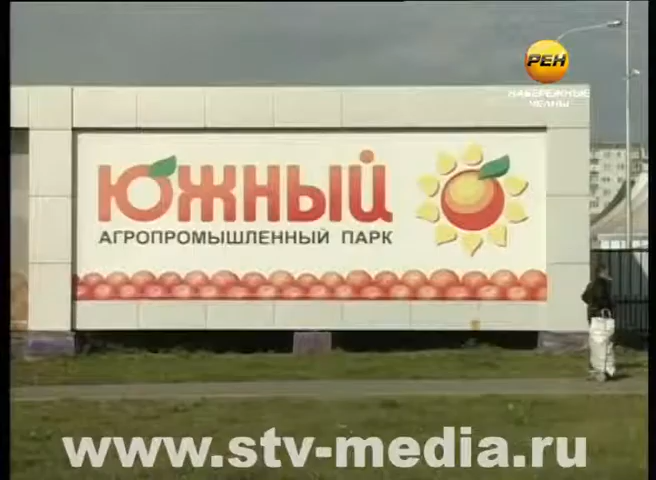 РЕН
НАБЕРЕЖНЫЕ
ЧЕЛНЫ
ЮЖНЫЙ
АГРОПРОМЫШЛЕННЫЙ ПАРК
www.stv-media.ru